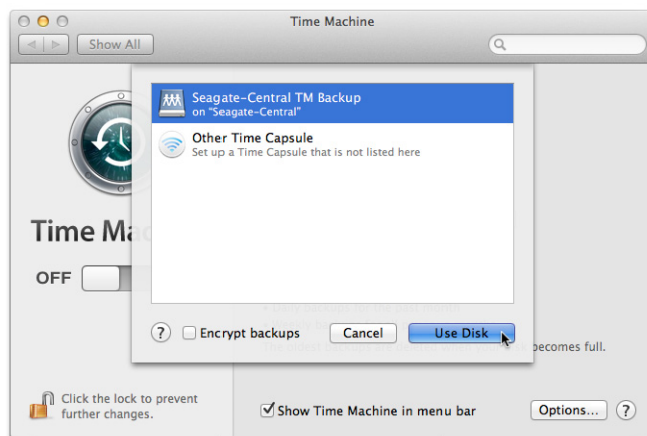 Time Machine
Show All
Seagate-Central TM Backup
on "Seagate-Central"
Other Time Capsule
Set up a Time Capsule that is not listed here
Time Ma
OFF
? Encrypt backups Cancel Use Disk
becomes full.
Click the lock to prevent
further changes.
Show Time Machine in menu bar Options... ?